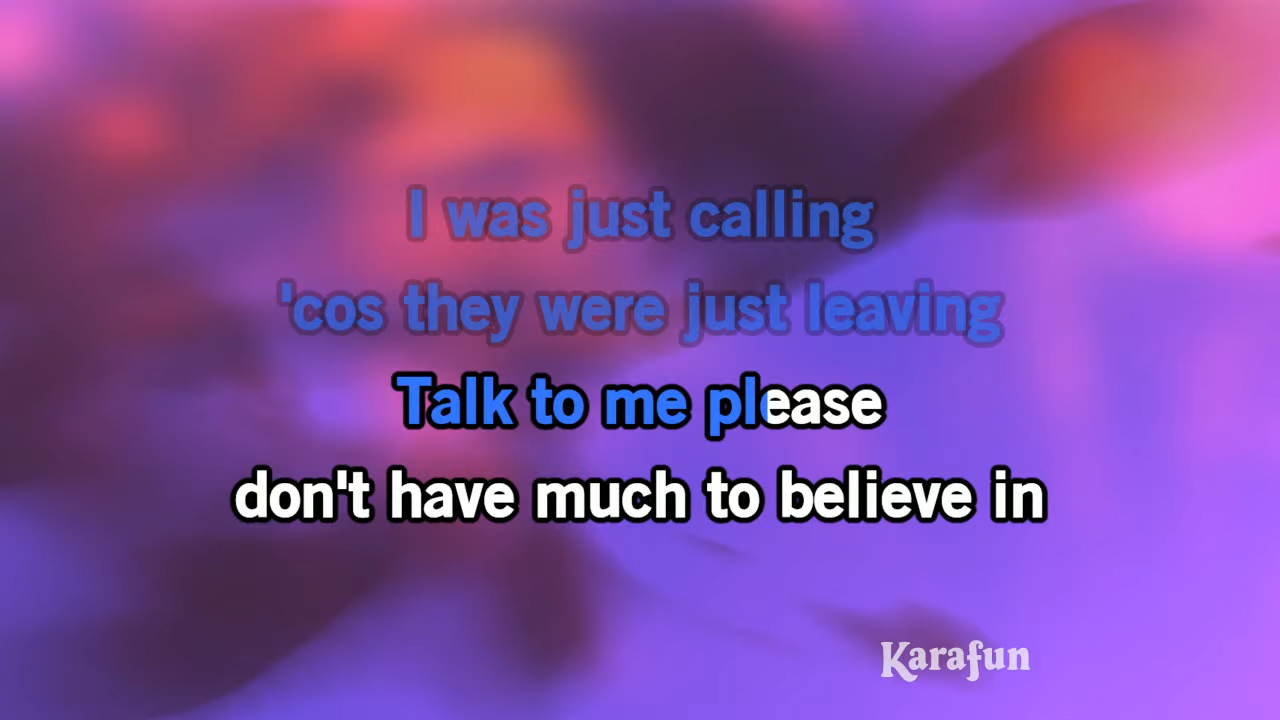 I was just calling
'cos they were just leaving
Talk to me please
don't have much to believe in
Karafun